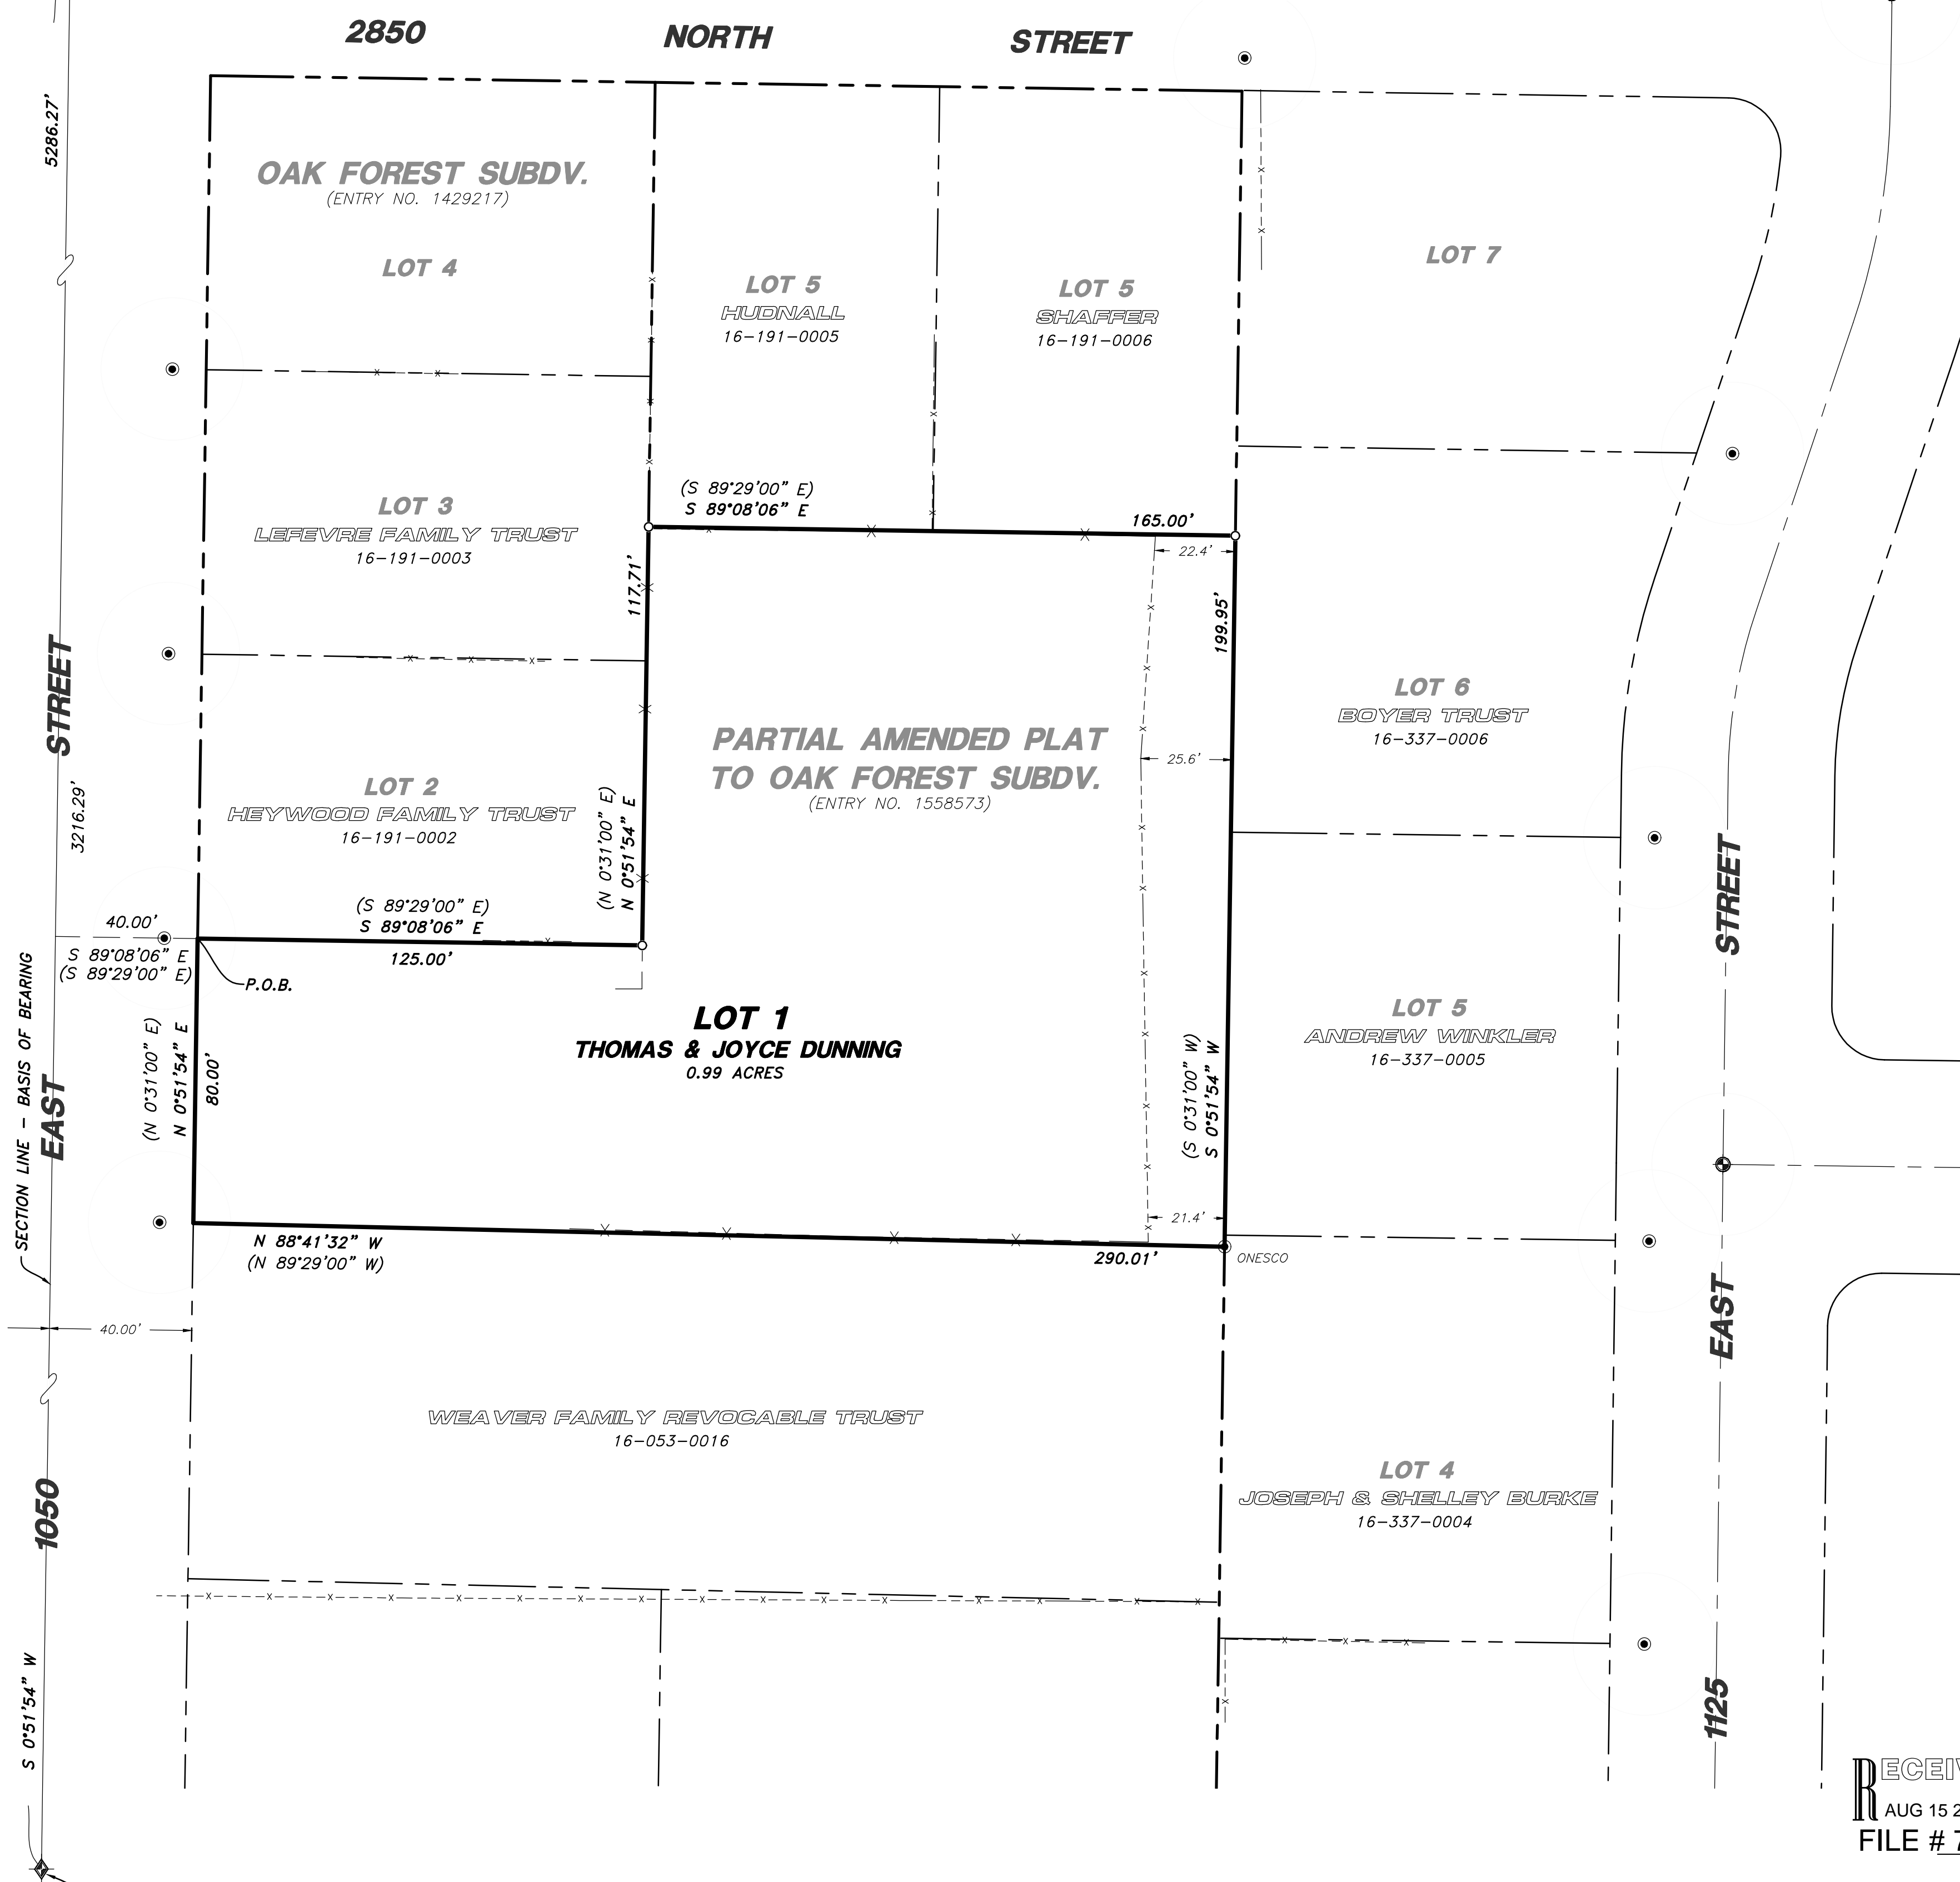 2850 NORTH STREET
5286.27'
OAK FOREST SUBDV.
(ENTRY NO. 1429217)
LOT 4
LOT 5
HUDNALL
16-191-0005
LOT 5
SHAFFER
16-191-0006
LOT 7
LOT 3
LEFEVRE FAMILY TRUST
16-191-0003
(S 89°29'00" E)
S 89°08'06" E
165.00'
22.4'
117.71'
199.95'
STREET
3216.29'
LOT 2
HEYWOOD FAMILY TRUST
16-191-0002
(N 0°31'00" E)
N 0°51'54" E
PARTIAL AMENDED PLAT
TO OAK FOREST SUBDV.
(ENTRY NO. 1558573)
25.6'
LOT 6
BOYER TRUST
16-337-0006
40.00'
S 89°08'06" E
(S 89°29'00" E)
(S 89°29'00" E)
S 89°08'06" E
125.00'
P.O.B.
SECTION LINE - BASIS OF BEARING
EAST
(N 0°31'00" E)
N 0°51'54" E
80.00'
LOT 1
THOMAS & JOYCE DUNNING
0.99 ACRES
(S 0°31'00" W)
S 0°51'54" W
LOT 5
ANDREW WINKLER
16-337-0005
STREET
N 88°41'32" W
(N 89°29'00" W)
290.01'
21.4'
ONESCO
40.00'
EAST
WEAVER FAMILY REVOCABLE TRUST
16-053-0016
1050
LOT 4
JOSEPH & SHELLEY BURKE
16-337-0004
S 0°51'54" W
1125
RECEIV
AUG 15 2
FILE # 7